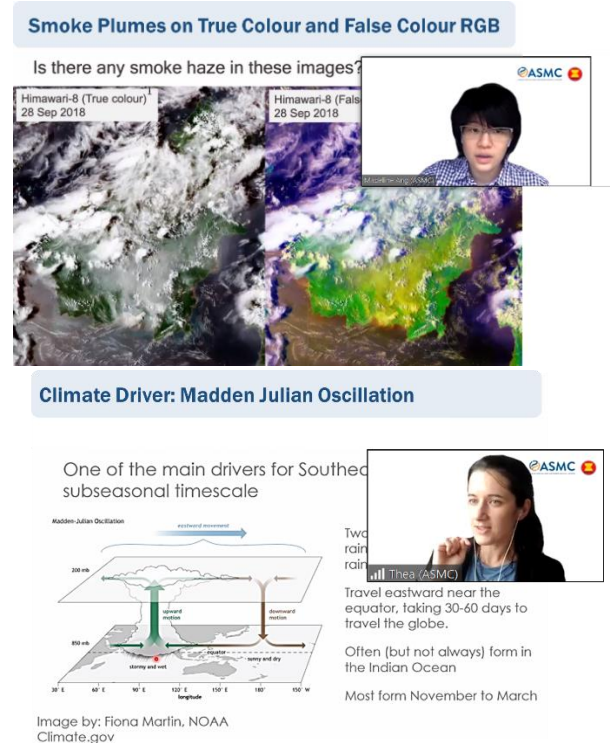 Smoke Plumes on True Colour and False Colour RGB
Is there any smoke haze in these images?
ASMC
Himawari-8 (True colour)1
28 Sep 2018
Himawari-8 (Fals
28 Sep 2018
Climate Driver: Madden Julian Oscillation
One of the main drivers for Southea
subseasonal timescale
ASMC
Thea (ASMC)
Madden-Julian Oscillation
eastward movement
200 mb
upward
motion
downward
motion
850 mb
equator
stormy and wet
sunny and dry
30° E
60°
90°
120°
150°
180°
150° W
longitude
Two
rain
rain
Travel eastward near the
equator, taking 30-60 days to
travel the globe.
Often (but not always) form in
the Indian Ocean
Most form November to March
Image by: Fiona Martin, NOAA
Climate.gov